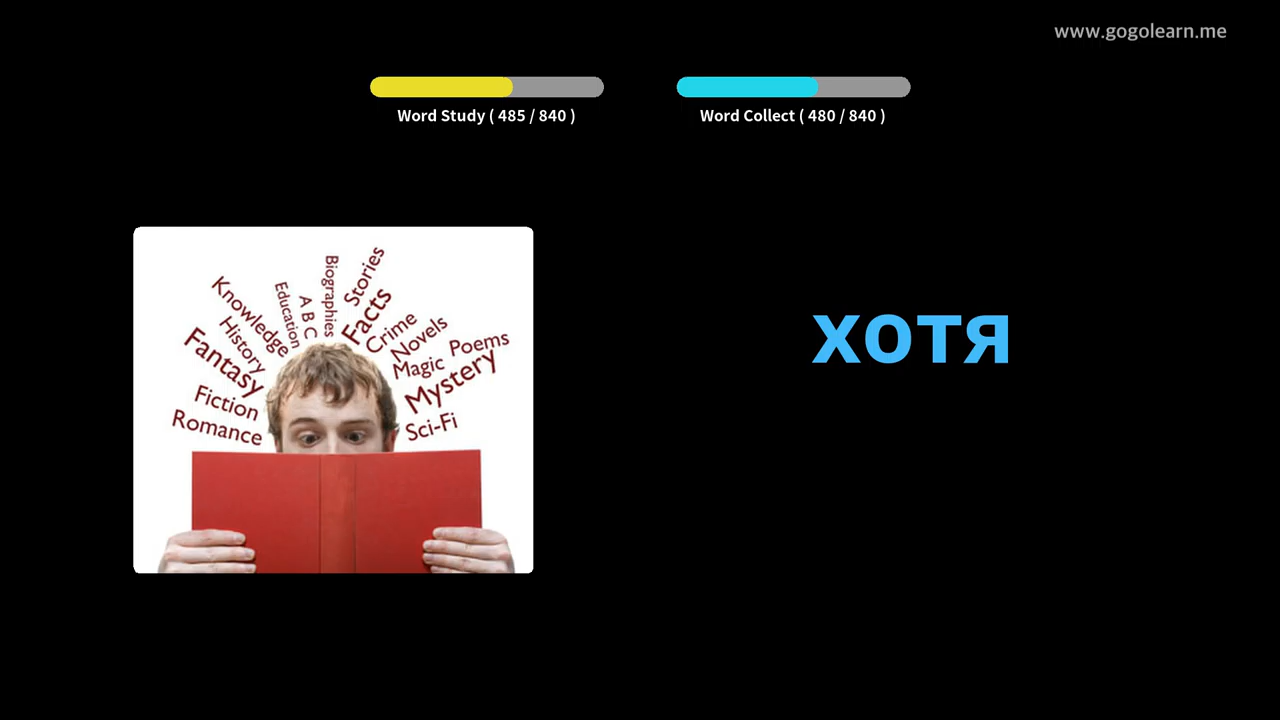 www.gogolearn.me
Word Study ( 485 / 840 )
Word Collect ( 480 / 840 )
хотя
Romance
Fiction
Fantasy
History
Knowledge
Education
A B C
Biographies
Stories
Facts
Crime
Novels
Magic
Poems
Mystery
Sci-Fi